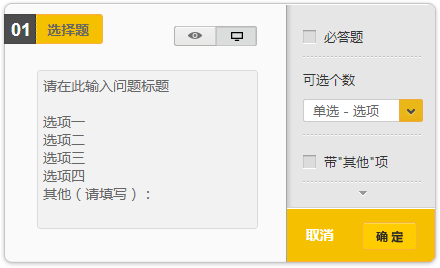 01 选择题
请在此输入问题标题
选项一
选项二
选项三
选项四
其他（请填写）：
必答题
可选个数
单选 - 选项
带"其他"项
取消 确 定